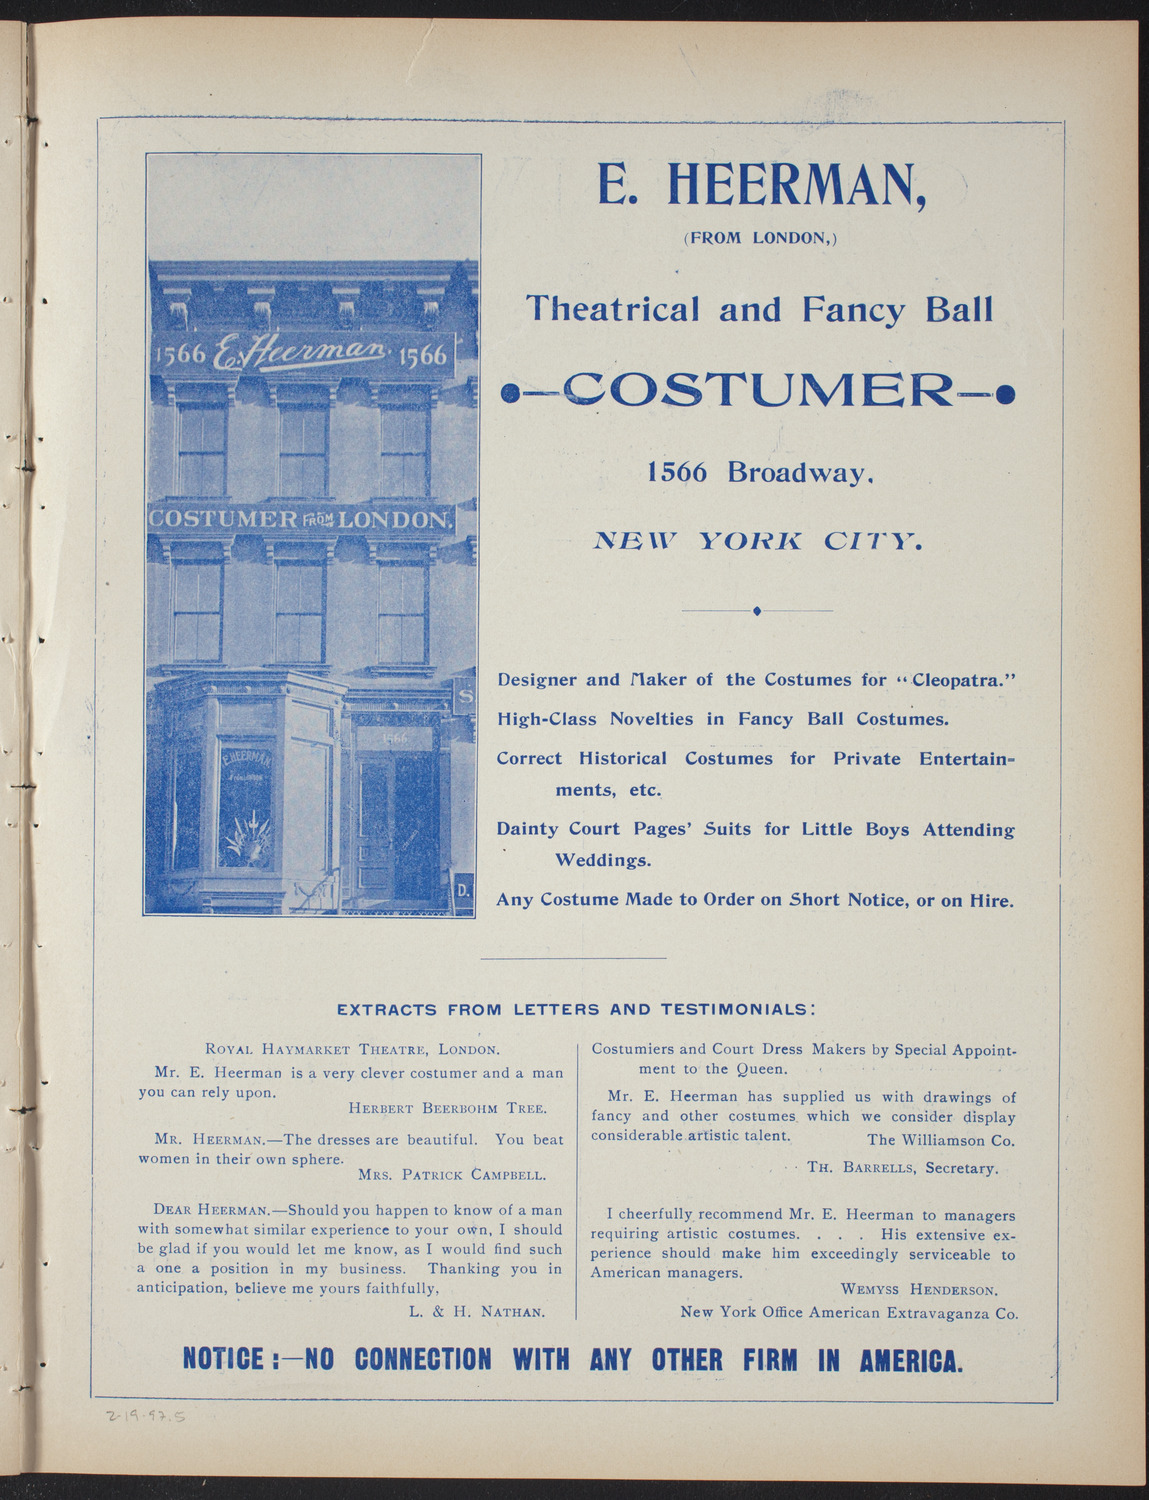 E. HEERMAN,
(FROM LONDON,)
Theatrical and Fancy Ball
COSTUMER
1566 Broadway.
NEW YORK CITY.
1566 E. Heerman. 1566
COSTUMER FROM LONDON.
S
1566
E. HEERMAN
D.
Designer and Maker of the Costumes for "Cleopatra."
High-Class Novelties in Fancy Ball Costumes.
Correct Historical Costumes for Private Entertain-
ments, etc.
Dainty Court Pages' Suits for Little Boys Attending
Weddings.
Any Costume Made to Order on Short Notice, or on Hire.
EXTRACTS FROM LETTERS AND TESTIMONIALS:
ROYAL HAYMARKET THEATRE, LONDON.
Mr. E. Heerman is a very clever costumer and a man
you can rely upon.
HERBERT BEERBOHM TREE.
MR. HEERMAN.—The dresses are beautiful. You beat
women in their own sphere.
MRS. PATRICK CAMPBELL.
DEAR HEERMAN.—Should you happen to know of a man
with somewhat similar experience to your own, I should
be glad if you would let me know, as I would find such
a one a position in my business. Thanking you in
anticipation, believe me yours faithfully,
L. & H. NATHAN.
Costumiers and Court Dress Makers by Special Appoint-
ment to the Queen.
Mr. E. Heerman has supplied us with drawings of
fancy and other costumes which we consider display
considerable artistic talent. The Williamson Co.
TH. BARRELLS, Secretary.
I cheerfully recommend Mr. E. Heerman to managers
requiring artistic costumes. . . . His extensive ex-
perience should make him exceedingly serviceable to
American managers.
WEMYSS HENDERSON.
New York Office American Extravaganza Co.
NOTICE:—NO CONNECTION WITH ANY OTHER FIRM IN AMERICA.
2-19-97.5